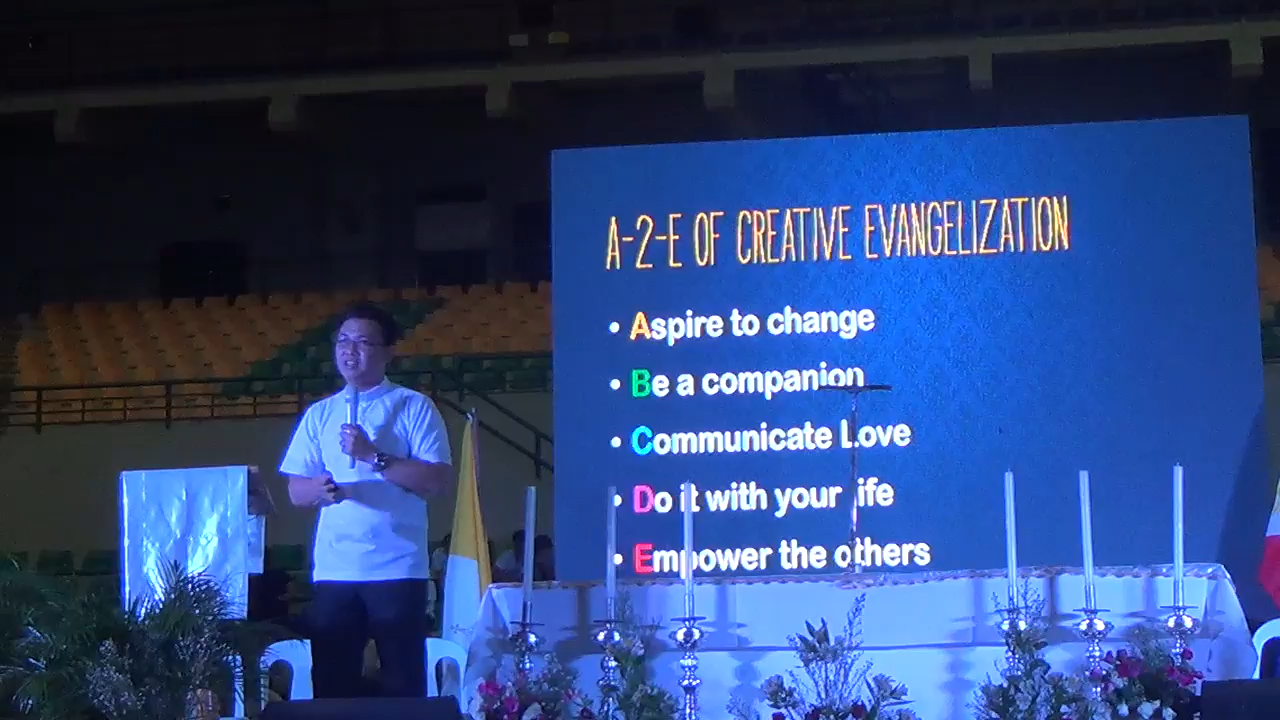 A-2-E OF CREATIVE EVANGELIZATION
• Aspire to change
• Be a companion
• Communicate Love
• Do it with your life
• Empower the others